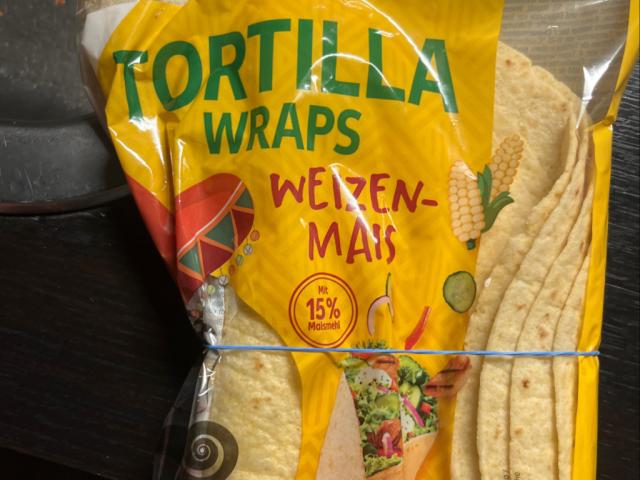 TORTILLA
WRAPS
WEIZEN-
MAIS
Mit
15%
Maismehl